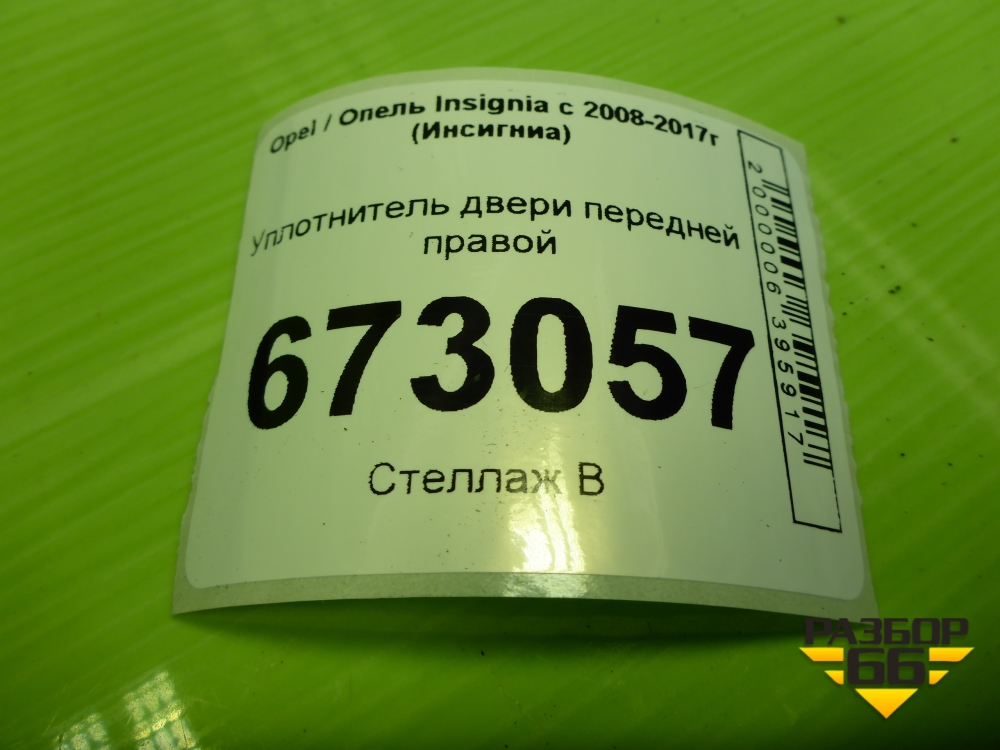 Opel / Опель Insignia с 2008-2017г
(Инсигниа)
Уплотнитель двери передней
правой
673057
Стеллаж В
2000006395917
РАЗБОР
66